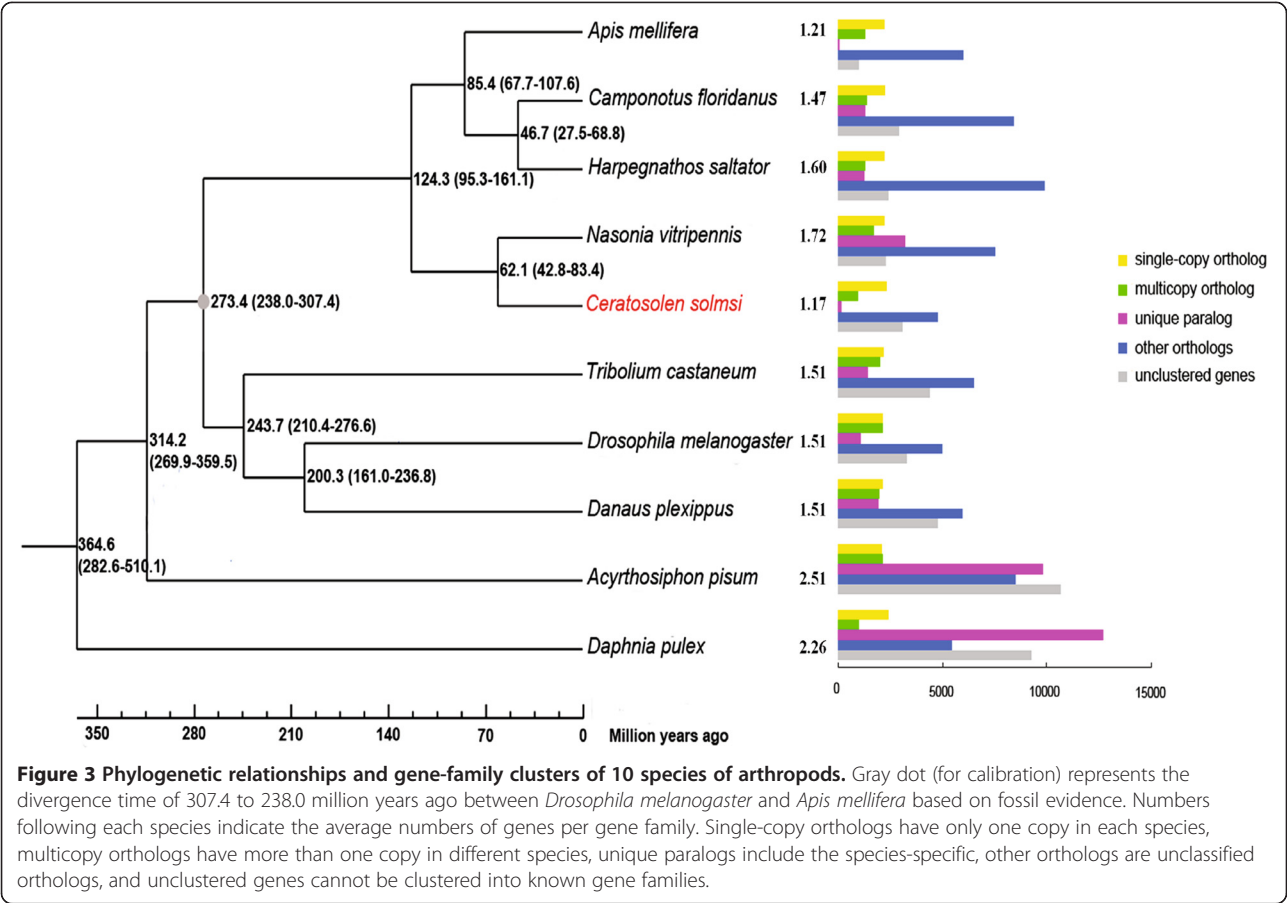 Apis mellifera 1.21
85.4 (67.7-107.6)
Camponotus floridanus 1.47
46.7 (27.5-68.8)
124.3 (95.3-161.1)
Harpegnathos saltator 1.60
Nasonia vitripennis 1.72
62.1 (42.8-83.4)
273.4 (238.0-307.4)
Ceratosolen solmsi 1.17
Tribolium castaneum 1.51
243.7 (210.4-276.6)
314.2
(269.9-359.5)
Drosophila melanogaster 1.51
200.3 (161.0-236.8)
Danaus plexippus 1.51
364.6
(282.6-510.1)
Acyrthosiphon pisum 2.51
Daphnia pulex 2.26
single-copy ortholog
multicopy ortholog
unique paralog
other orthologs
unclustered genes
0 5000 10000 15000
350 280 210 140 70 0 Million years ago
Figure 3 Phylogenetic relationships and gene-family clusters of 10 species of arthropods. Gray dot (for calibration) represents the
divergence time of 307.4 to 238.0 million years ago between Drosophila melanogaster and Apis mellifera based on fossil evidence. Numbers
following each species indicate the average numbers of genes per gene family. Single-copy orthologs have only one copy in each species,
multicopy orthologs have more than one copy in different species, unique paralogs include the species-specific, other orthologs are unclassified
orthologs, and unclustered genes cannot be clustered into known gene families.